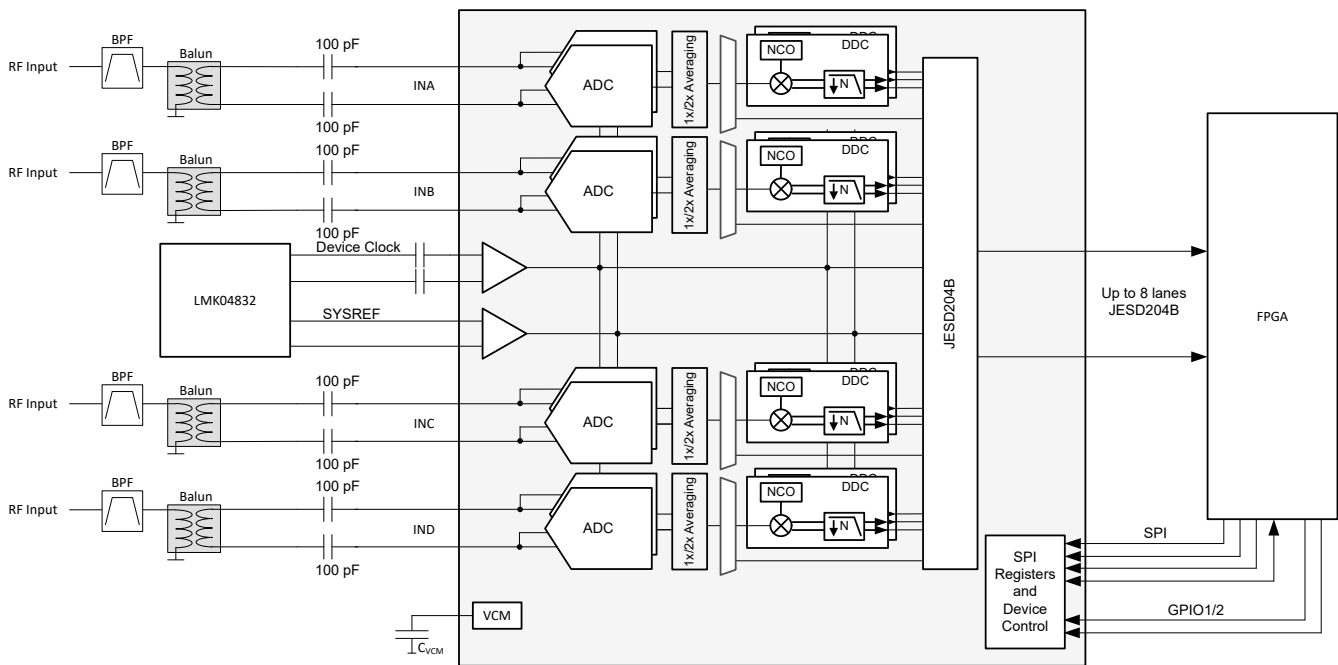 BPF
Balun
100 pF
RF Input
INA
100 pF
ADC
1x/2x Averaging
NCO
DDC
N
BPF
Balun
100 pF
RF Input
INB
100 pF
ADC
1x/2x Averaging
NCO
DDC
N
Device Clock
LMK04832
SYSREF
JESD204B
Up to 8 lanes
JESD204B
FPGA
BPF
Balun
100 pF
RF Input
INC
100 pF
ADC
1x/2x Averaging
NCO
DDC
N
BPF
Balun
100 pF
RF Input
IND
100 pF
ADC
1x/2x Averaging
NCO
DDC
N
SPI
SPI
Registers
and
Device
Control
GPIO1/2
VCM
CVCM